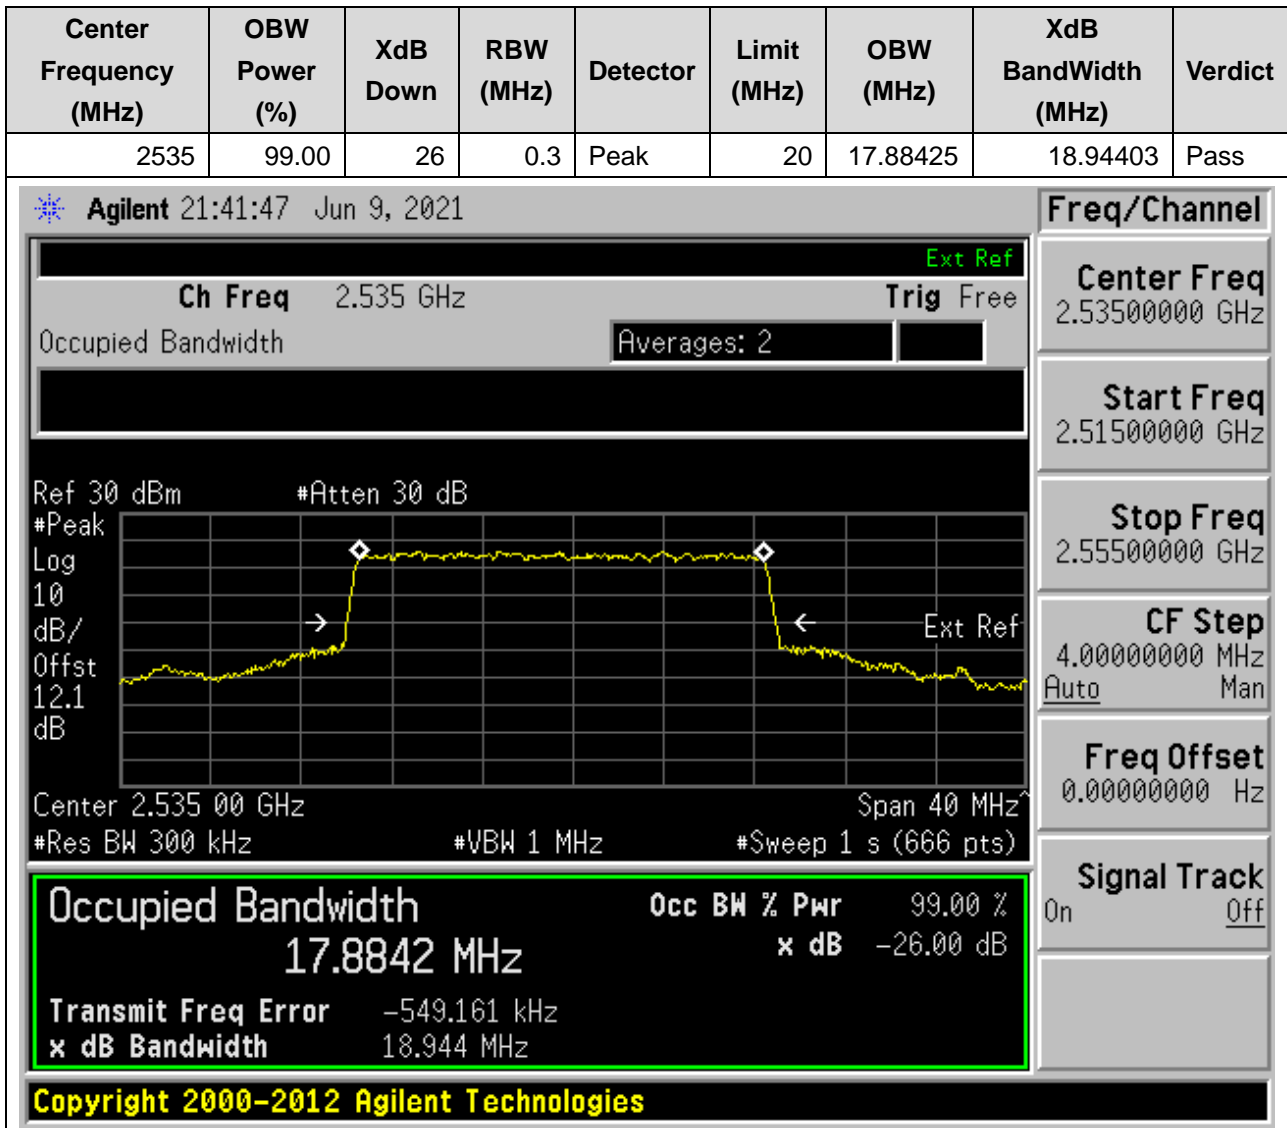 Center Frequency (MHz) OBW Power (%) XdB Down RBW (MHz) Detector Limit (MHz) OBW (MHz) XdB BandWidth (MHz) Verdict
2535 99.00 26 0.3 Peak 20 17.88425 18.94403 Pass
Agilent 21:41:47 Jun 9, 2021
Ext Ref
Ch Freq 2.535 GHz Trig Free
Occupied Bandwidth Averages: 2
Ref 30 dBm #Atten 30 dB
#Peak
Log
10
dB/
Offst
12.1
dB
Ext Ref
Center 2.535 00 GHz Span 40 MHz^
#Res BW 300 kHz #VBW 1 MHz #Sweep 1 s (666 pts)
Occupied Bandwidth Occ BW % Pwr 99.00 %
17.8842 MHz x dB -26.00 dB
Transmit Freq Error -549.161 kHz
x dB Bandwidth 18.944 MHz
Copyright 2000-2012 Agilent Technologies
Freq/Channel
Center Freq
2.53500000 GHz
Start Freq
2.51500000 GHz
Stop Freq
2.55500000 GHz
CF Step
4.00000000 MHz
Auto Man
Freq Offset
0.00000000 Hz
Signal Track
On Off